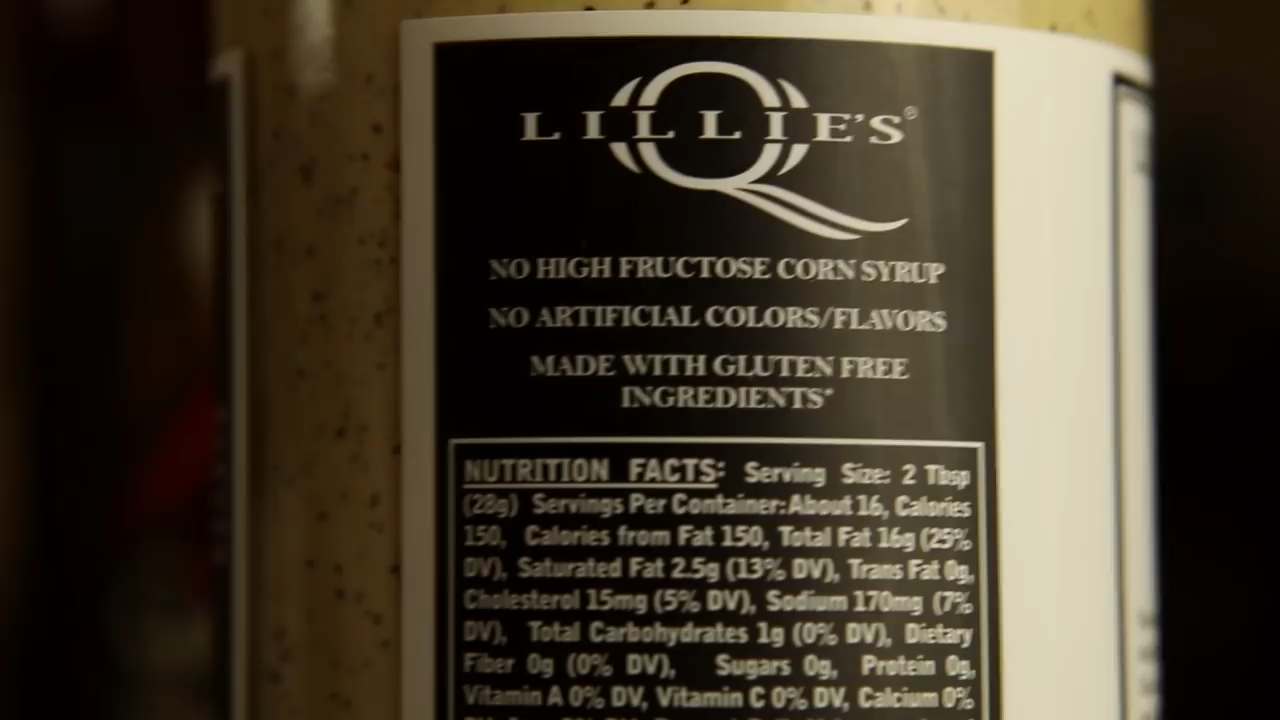 LILLIE'S®
Q
NO HIGH FRUCTOSE CORN SYRUP
NO ARTIFICIAL COLORS/FLAVORS
MADE WITH GLUTEN FREE
INGREDIENTS*
NUTRITION FACTS: Serving Size: 2 Tbsp
(28g) Servings Per Container: About 16, Calories
150, Calories from Fat 150, Total Fat 16g (25%
DV), Saturated Fat 2.5g (13% DV), Trans Fat 0g,
Cholesterol 15mg (5% DV), Sodium 170mg (7%
DV), Total Carbohydrates 1g (0% DV), Dietary
Fiber 0g (0% DV), Sugars 0g, Protein 0g,
Vitamin A 0% DV, Vitamin C 0% DV, Calcium 0%